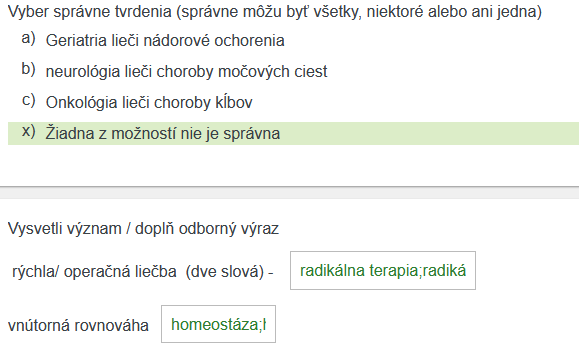 Vyber správne tvrdenia (správne môžu byť všetky, niektoré alebo ani jedna)
a) Geriatria lieči nádorové ochorenia
b) neurológia lieči choroby močových ciest
c) Onkológia lieči choroby kĺbov
x) Žiadna z možností nie je správna
Vysvetli význam / doplň odborný výraz
rýchla/ operačná liečba (dve slová) - radikálna terapia;radiká
vnútorná rovnováha homeostáza;